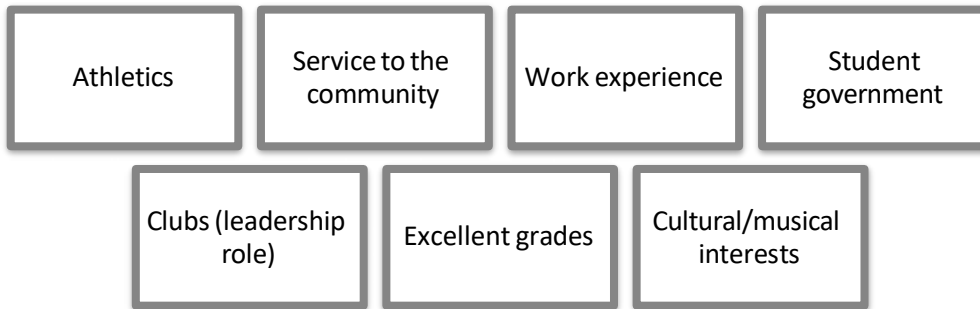 Athletics
Service to the
community
Work experience
Student
government
Clubs (leadership
role)
Excellent grades
Cultural/musical
interests